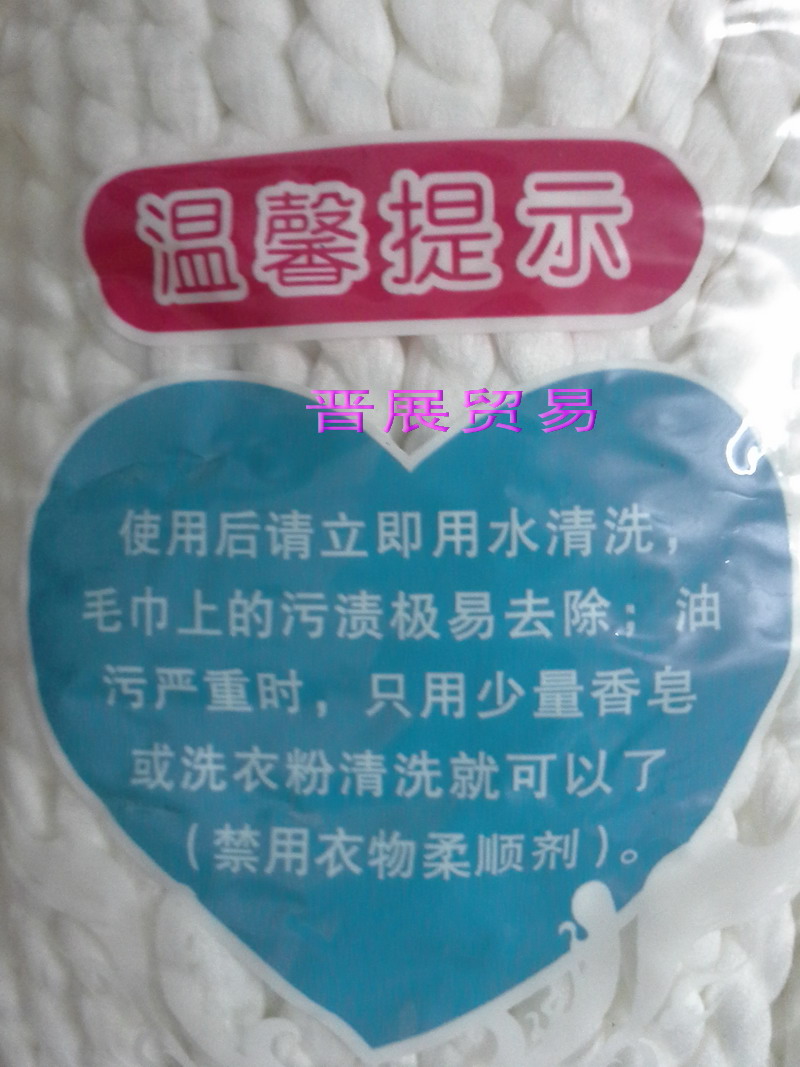 温馨提示
晋展贸易
使用后请立即用水清洗，
毛巾上的污渍极易去除；油
污严重时，只用少量香皂
或洗衣粉清洗就可以了
（禁用衣物柔顺剂）。